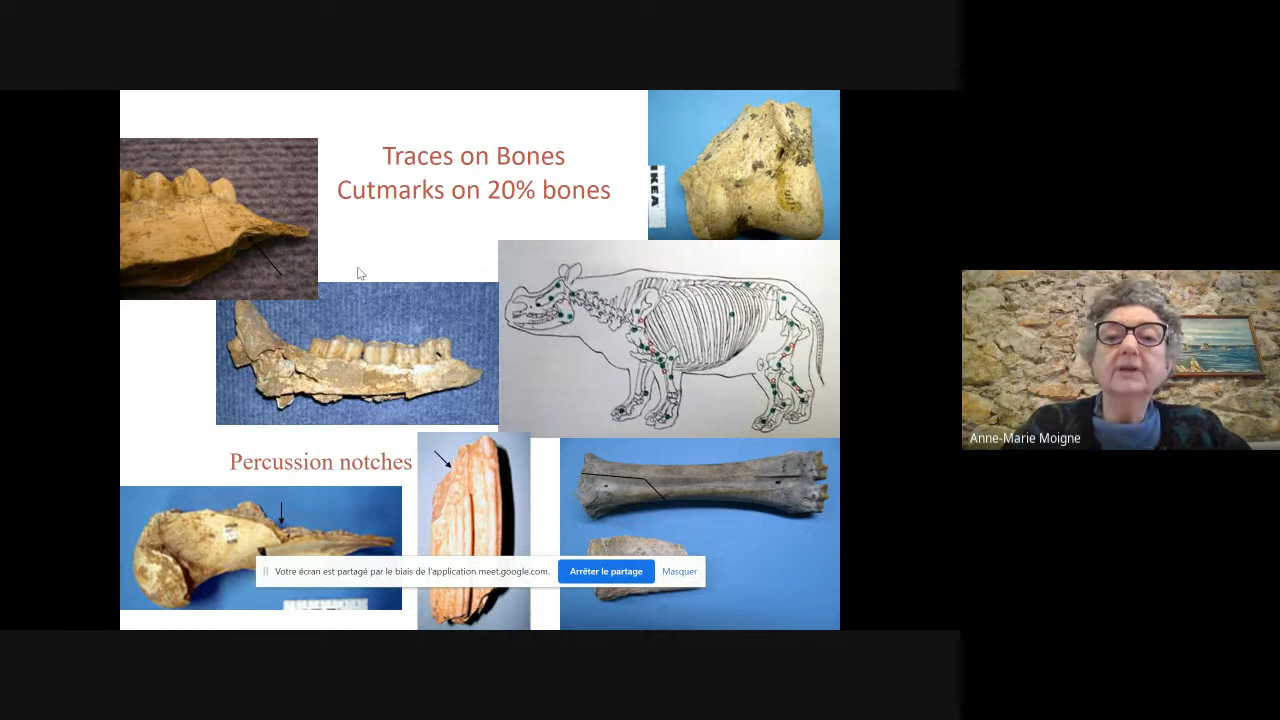 Traces on Bones
Cutmarks on 20% bones
IKEA
Percussion notches
Votre écran est partagé par le biais de l'application meet.google.com.
Arrêter le partage
Masquer
Anne-Marie Moigne